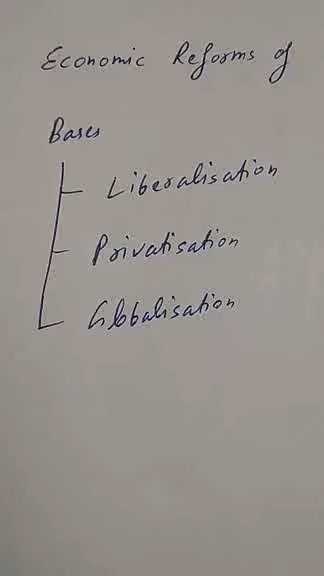 Economic Reforms of
Bases
Liberalisation
Privatisation
Globalisation